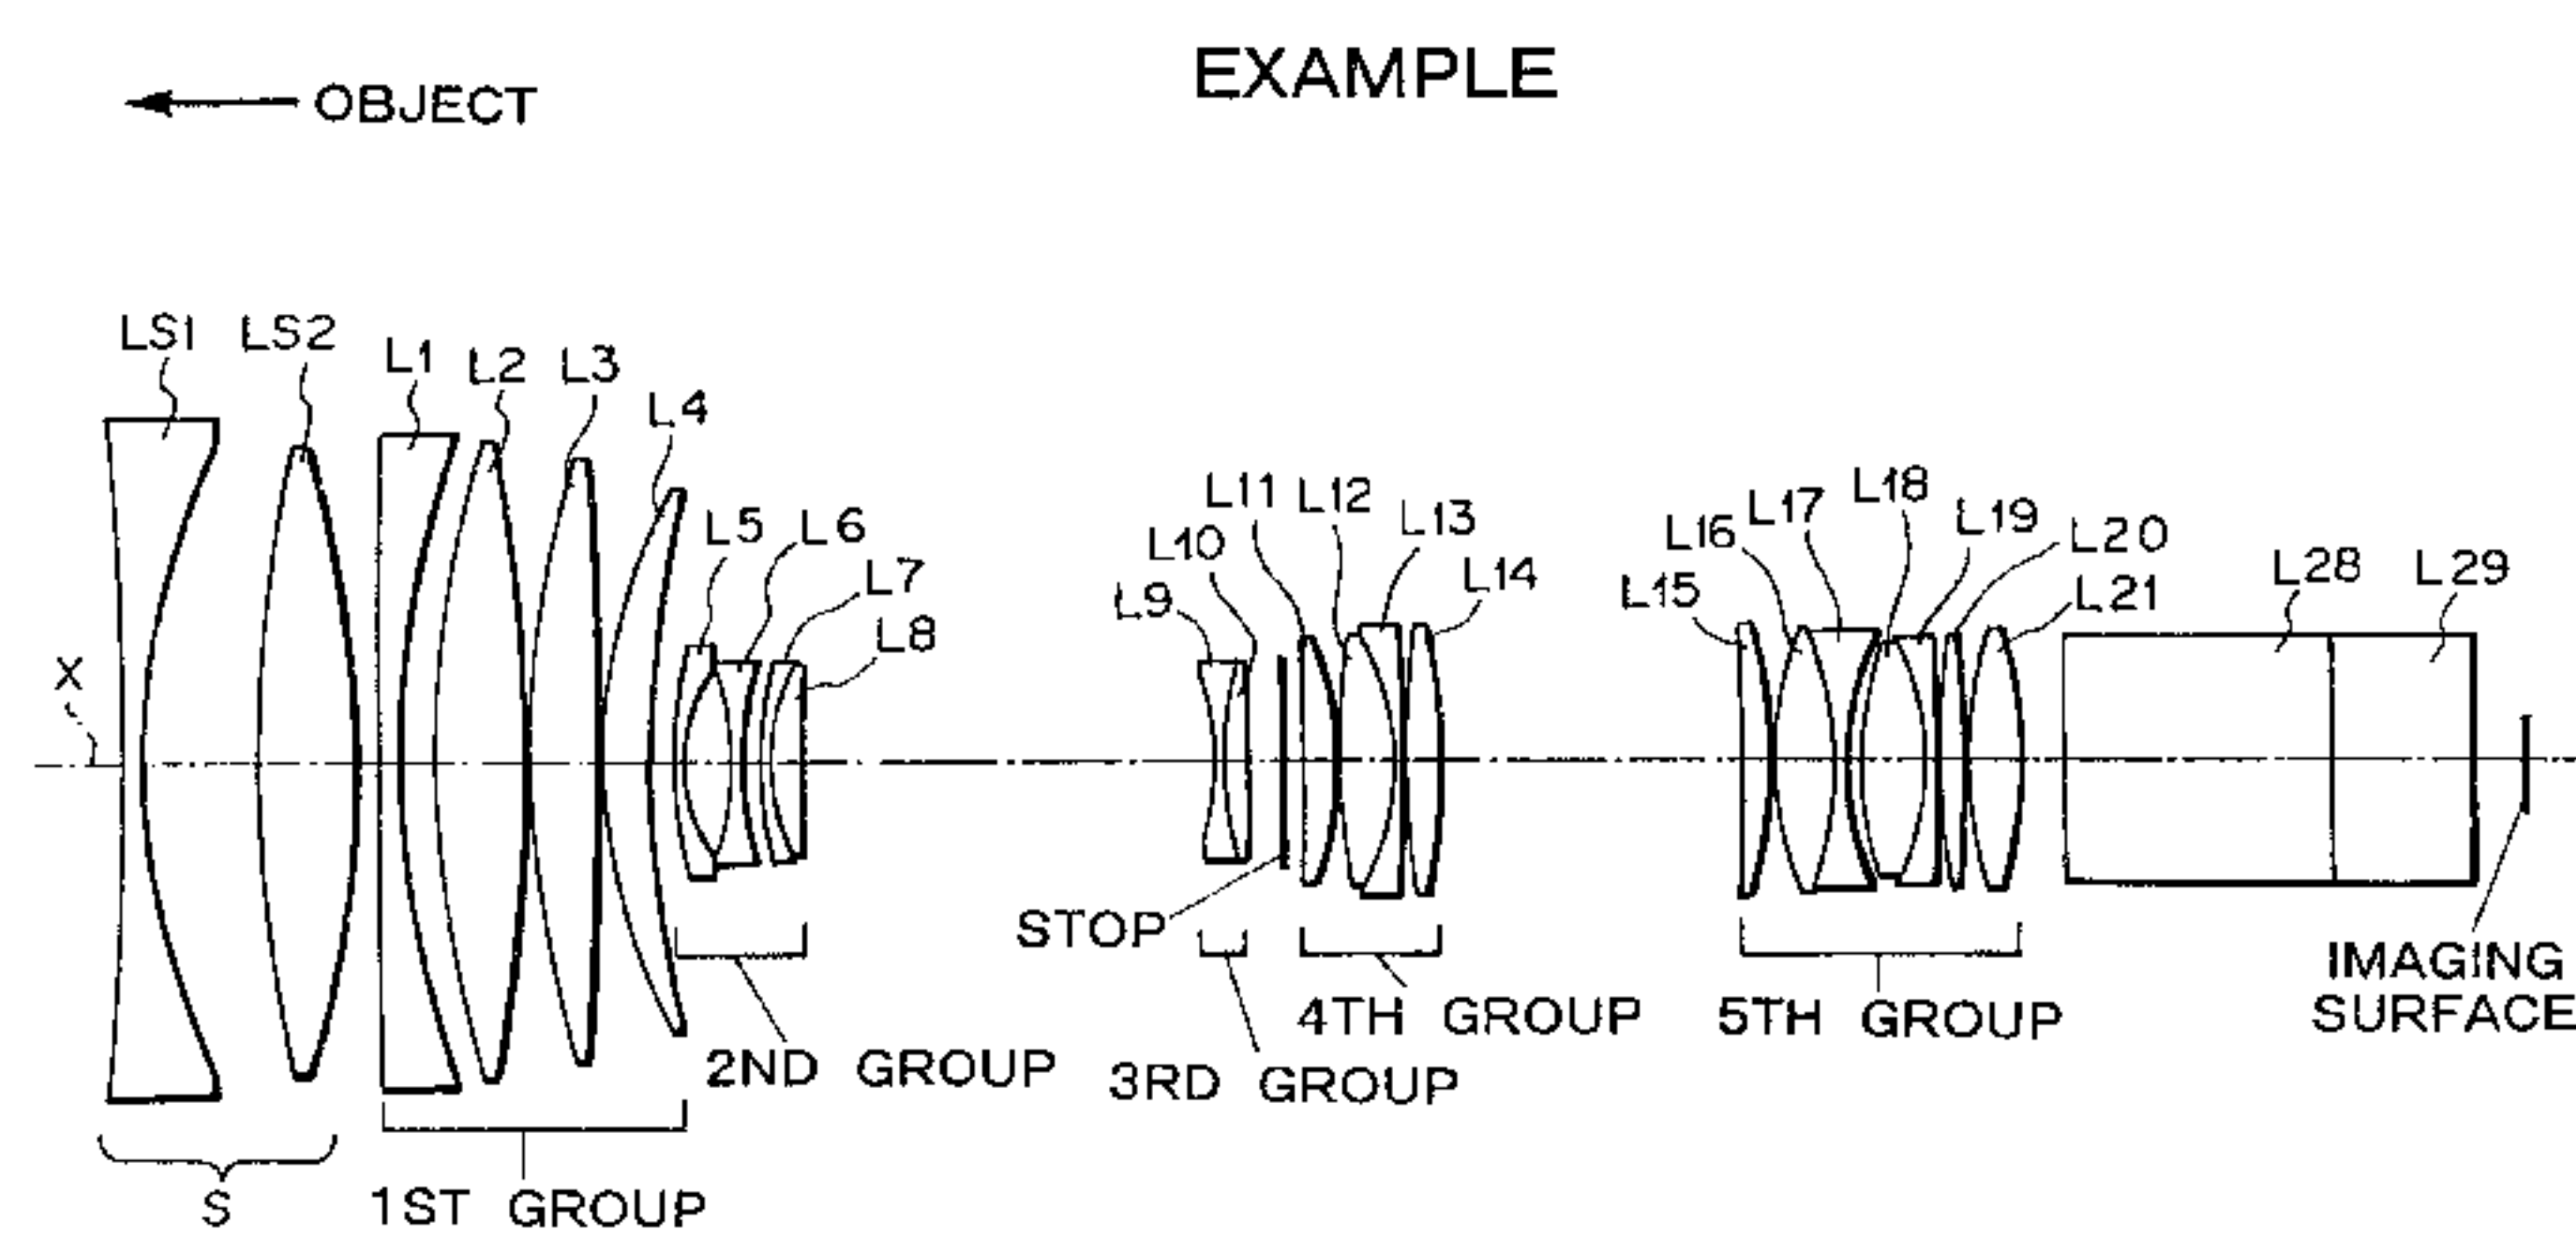 EXAMPLE
OBJECT
LS1 LS2 L1 L2 L3 L4
L5 L6 L7 L8
L9 L10 L11 L12 L13 L14
L15 L16 L17 L18 L19 L20 L21
L28 L29
X
STOP
2ND GROUP
3RD GROUP
4TH GROUP
5TH GROUP
IMAGING
SURFACE
S
1ST GROUP